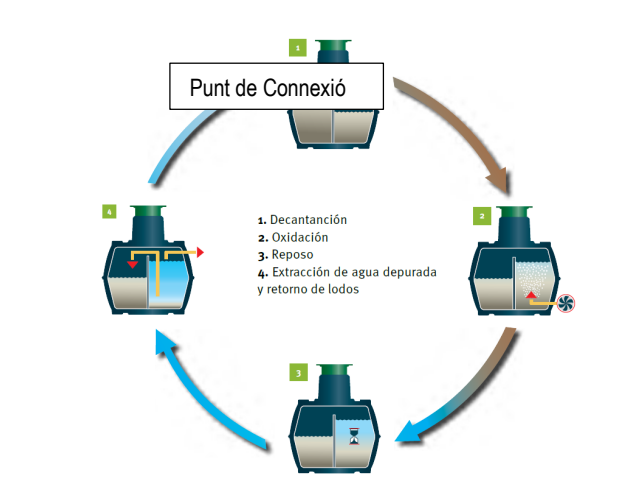 1
Punt de Connexió
4
2
1. Decantanción
2. Oxidación
3. Reposo
4. Extracción de agua depurada
y retorno de lodos
3